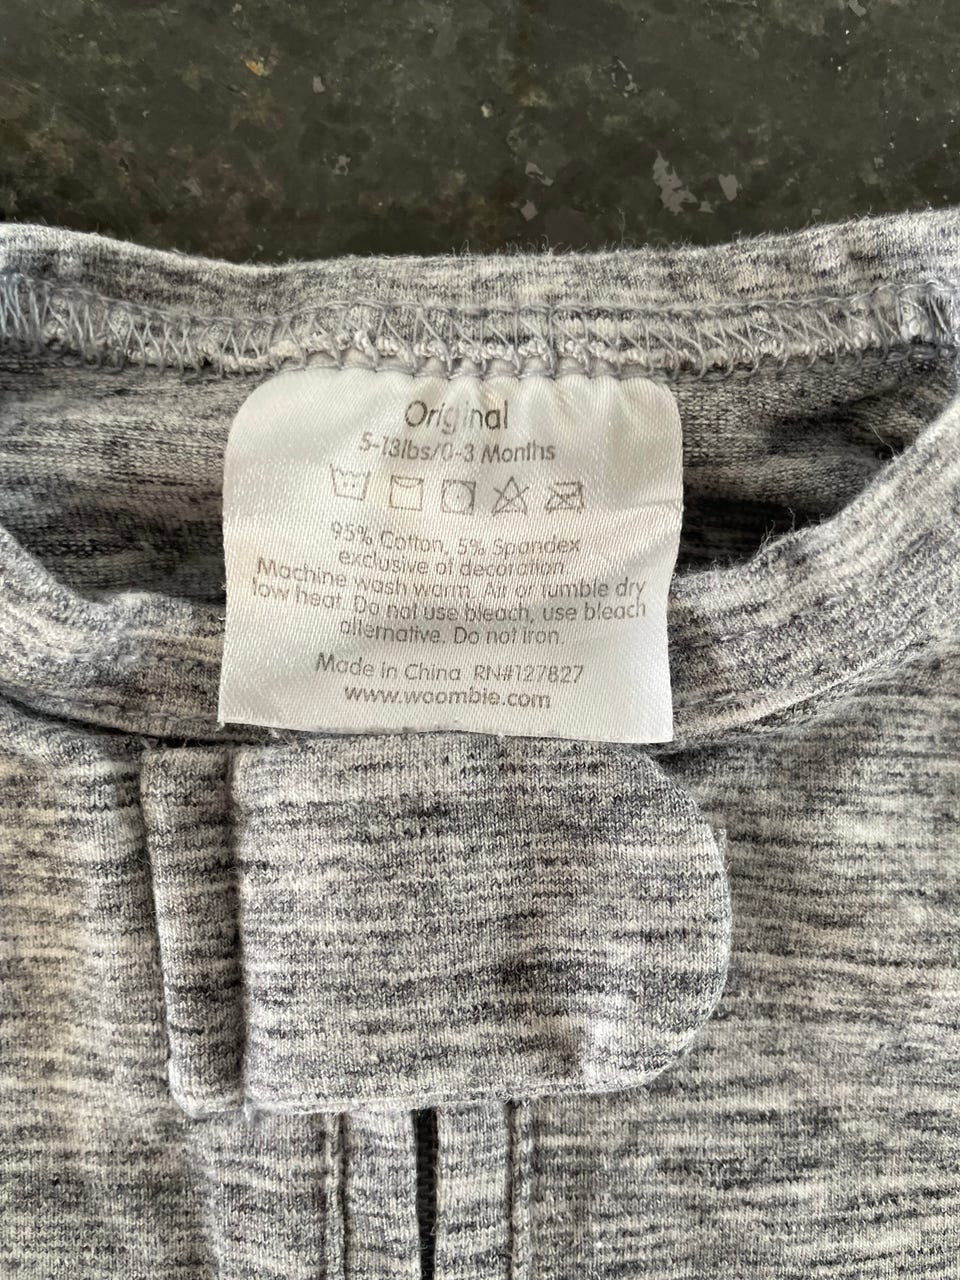 Original
5-13lbs/0-3 Months
95% Cotton, 5% Spandex
exclusive of decoration
Machine wash warm. Air or tumble dry
low heat. Do not use bleach, use bleach
alternative. Do not iron.
Made in China RN#127827
www.woombie.com